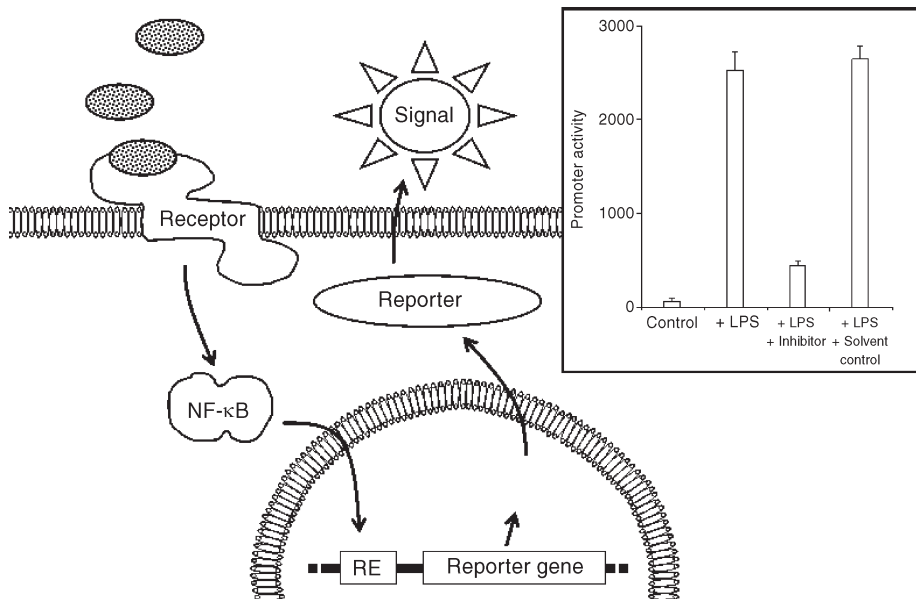 Signal
Receptor
Reporter
NF-κB
RE
Reporter gene
Promoter activity
3000
2000
1000
0
Control
+ LPS
+ LPS
+ Inhibitor
+ LPS
+ Solvent
control